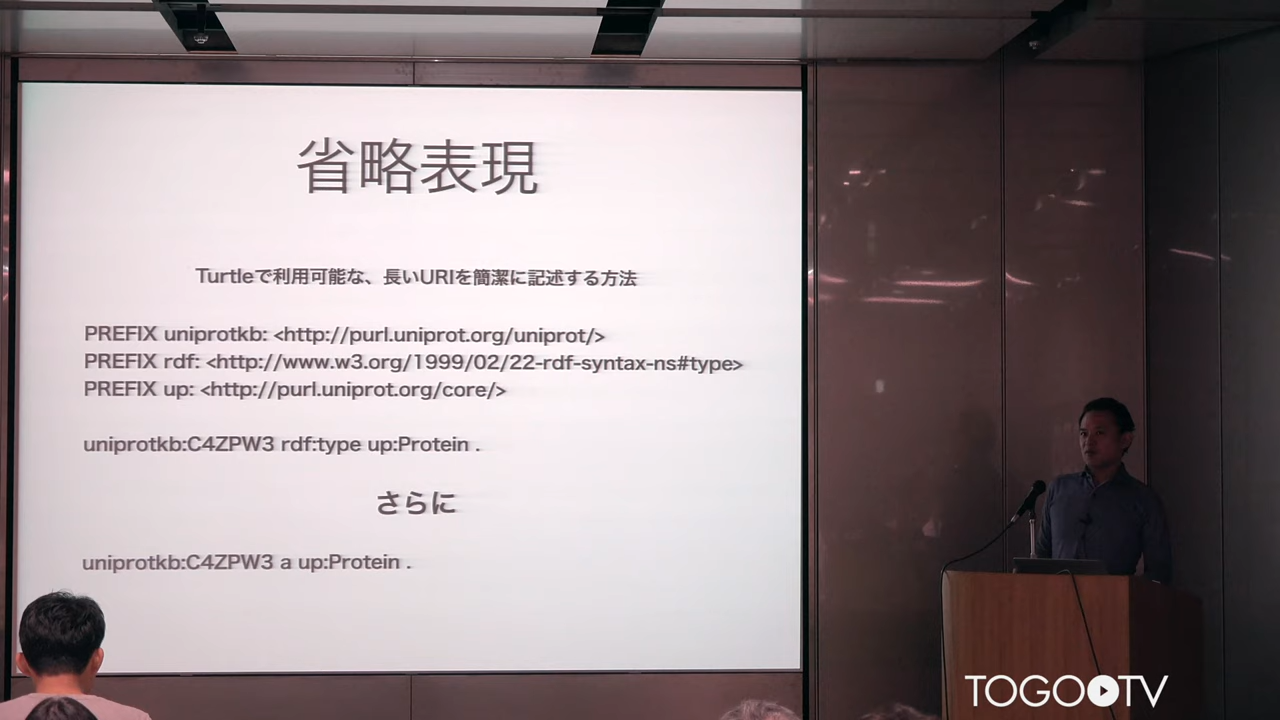 省略表現
Turtleで利用可能な、長いURIを簡潔に記述する方法
PREFIX uniprotkb: <http://purl.uniprot.org/uniprot/>
PREFIX rdf: <http://www.w3.org/1999/02/22-rdf-syntax-ns#type>
PREFIX up: <http://purl.uniprot.org/core/>
uniprotkb:C4ZPW3 rdf:type up:Protein .
さらに
uniprotkb:C4ZPW3 a up:Protein .
TOGOTV